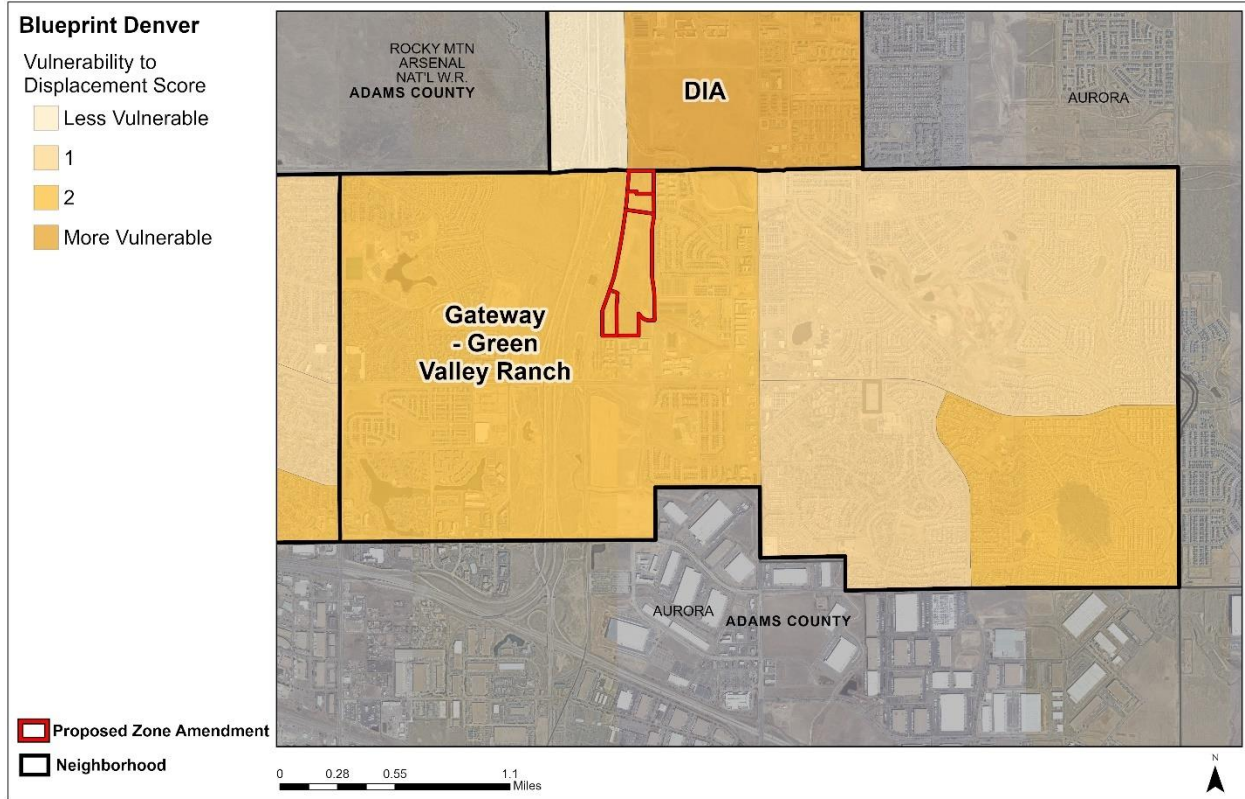 Blueprint Denver
Vulnerability to
Displacement Score
Less Vulnerable
1
2
More Vulnerable
ROCKY MTN
ARSENAL
NAT'L W.R.
ADAMS COUNTY
DIA
AURORA
Gateway
- Green
Valley Ranch
AURORA
ADAMS COUNTY
Proposed Zone Amendment
Neighborhood
0 0.28 0.55 1.1
Miles
N